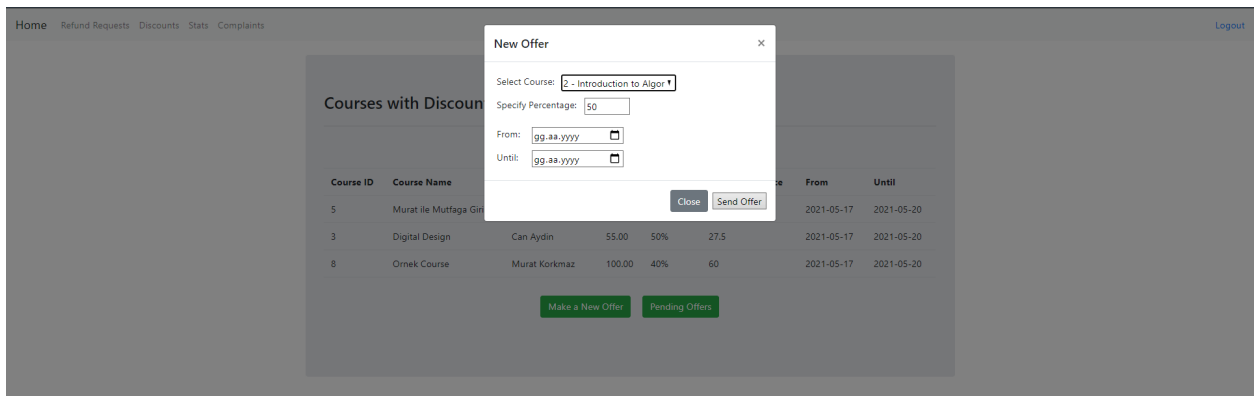 Home Refund Requests Discounts Stats Complaints Logout
New Offer ×
Select Course: 2 - Introduction to Algor
Specify Percentage: 50
From: gg.aa.yyyy
Until: gg.aa.yyyy
Close Send Offer
Courses with Discoun
Course ID Course Name From Until
5 Murat ile Mutfaga Giri 2021-05-17 2021-05-20
3 Digital Design Can Aydin 55.00 50% 27.5 2021-05-17 2021-05-20
8 Ornek Course Murat Korkmaz 100.00 40% 60 2021-05-17 2021-05-20
Make a New Offer Pending Offers